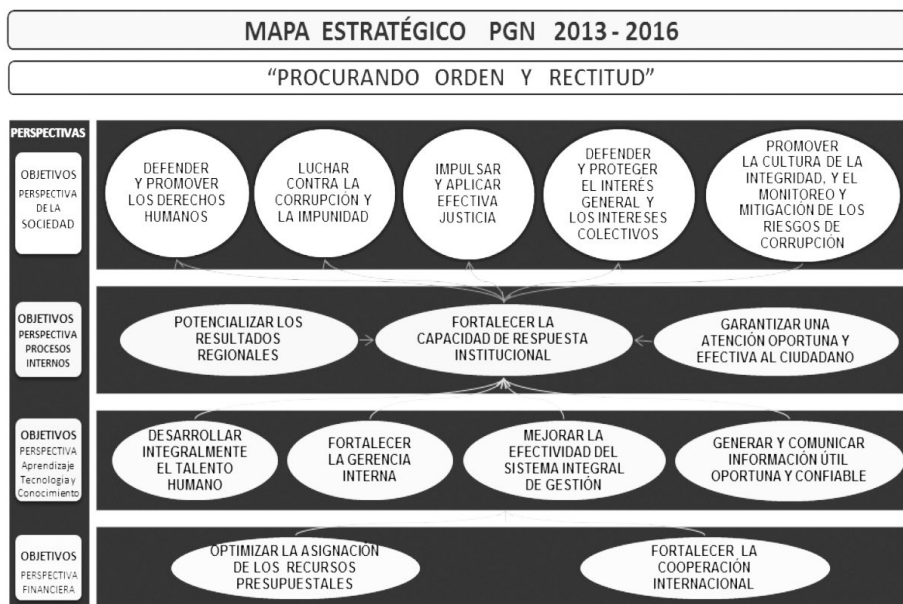 MAPA ESTRATÉGICO PGN 2013 - 2016
“PROCURANDO ORDEN Y RECTITUD”
PERSPECTIVAS
OBJETIVOS
PERSPECTIVA
DE LA
SOCIEDAD
DEFENDER
Y PROMOVER
LOS DERECHOS
HUMANOS
LUCHAR
CONTRA LA
CORRUPCIÓN Y
LA IMPUNIDAD
IMPULSAR
Y APLICAR
EFECTIVA
JUSTICIA
DEFENDER
Y PROTEGER
EL INTERÉS
GENERAL Y
LOS INTERESES
COLECTIVOS
PROMOVER
LA CULTURA DE LA
INTEGRIDAD, Y EL
MONITOREO Y
MITIGACIÓN DE LOS
RIESGOS DE
CORRUPCIÓN
OBJETIVOS
PERSPECTIVA
PROCESOS
INTERNOS
POTENCIALIZAR LOS
RESULTADOS
REGIONALES
FORTALECER LA
CAPACIDAD DE RESPUESTA
INSTITUCIONAL
GARANTIZAR UNA
ATENCIÓN OPORTUNA Y
EFECTIVA AL CIUDADANO
OBJETIVOS
PERSPECTIVA
Aprendizaje
Tecnología y
Conocimiento
DESARROLLAR
INTEGRALMENTE
EL TALENTO
HUMANO
FORTALECER
LA GERENCIA
INTERNA
MEJORAR LA
EFECTIVIDAD DEL
SISTEMA INTEGRAL
DE GESTIÓN
GENERAR Y COMUNICAR
INFORMACIÓN ÚTIL
OPORTUNA Y CONFIABLE
OBJETIVOS
PERSPECTIVA
FINANCIERA
OPTIMIZAR LA ASIGNACIÓN
DE LOS RECURSOS
PRESUPUESTALES
FORTALECER LA
COOPERACIÓN
INTERNACIONAL